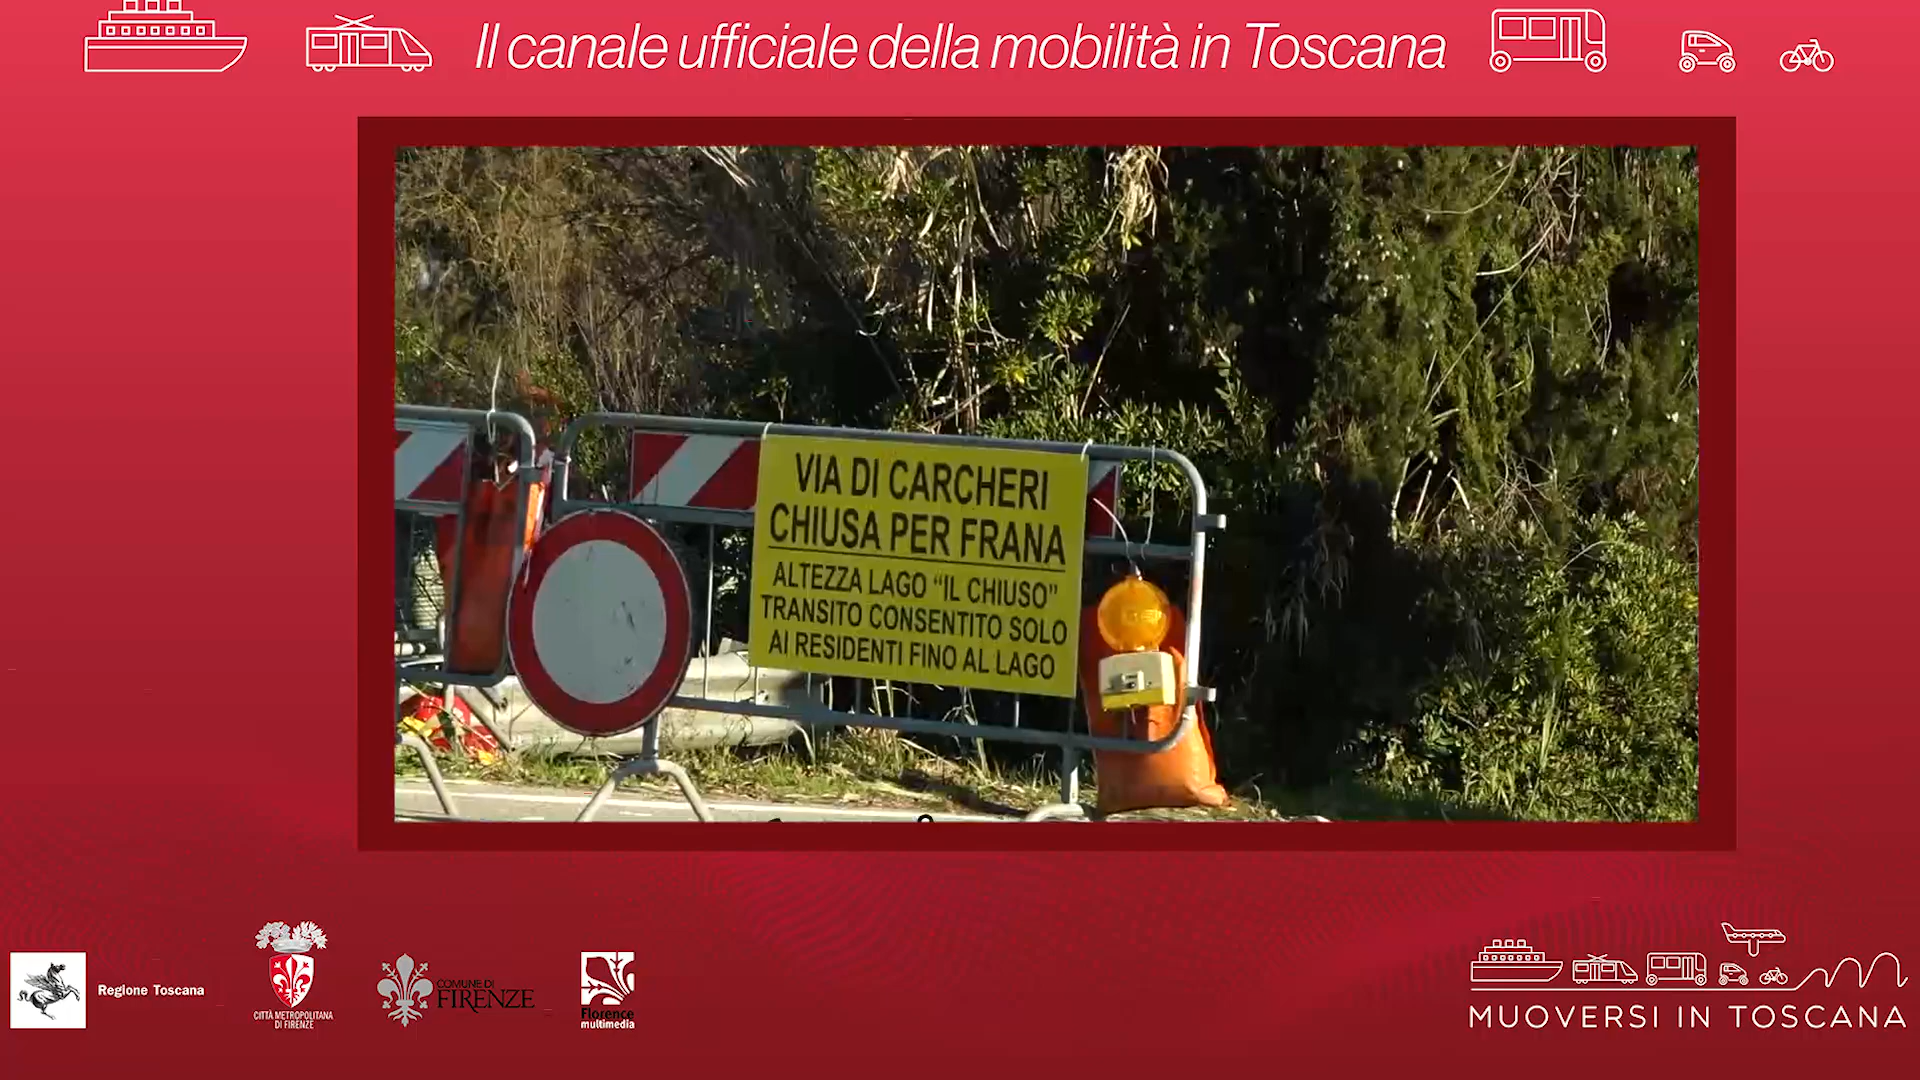 Il canale ufficiale della mobilità in Toscana
VIA DI CARCHERI
CHIUSA PER FRANA
ALTEZZA LAGO “IL CHIUSO”
TRANSITO CONSENTITO SOLO
AI RESIDENTI FINO AL LAGO
Regione Toscana
CITTÀ METROPOLITANA
DI FIRENZE
COMUNE DI
FIRENZE
Florence
multimedia
MUOVERSI IN TOSCANA